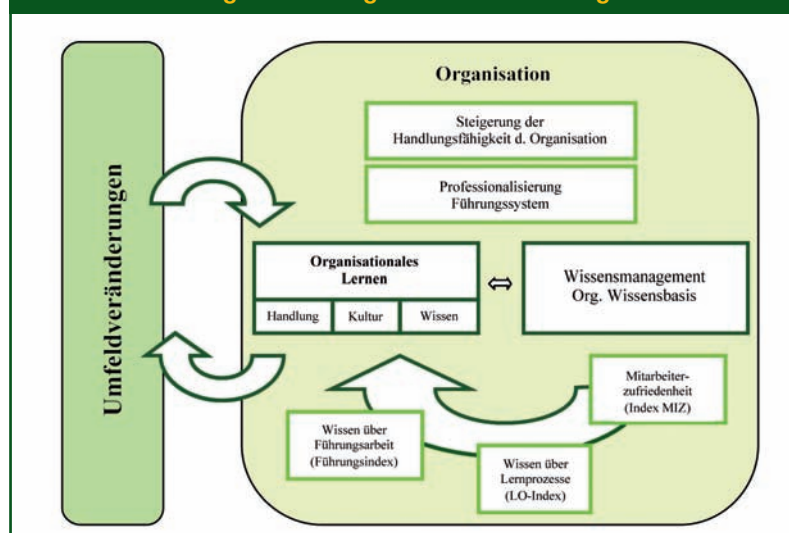 Umfeldveränderungen
Organisation
Steigerung der
Handlungsfähigkeit d. Organisation
Professionalisierung
Führungssystem
Organisationales
Lernen
Handlung
Kultur
Wissen
⇔
Wissensmanagement
Org. Wissensbasis
Mitarbeiter-
zufriedenheit
(Index MIZ)
Wissen über
Führungsarbeit
(Führungsindex)
Wissen über
Lernprozesse
(LO-Index)